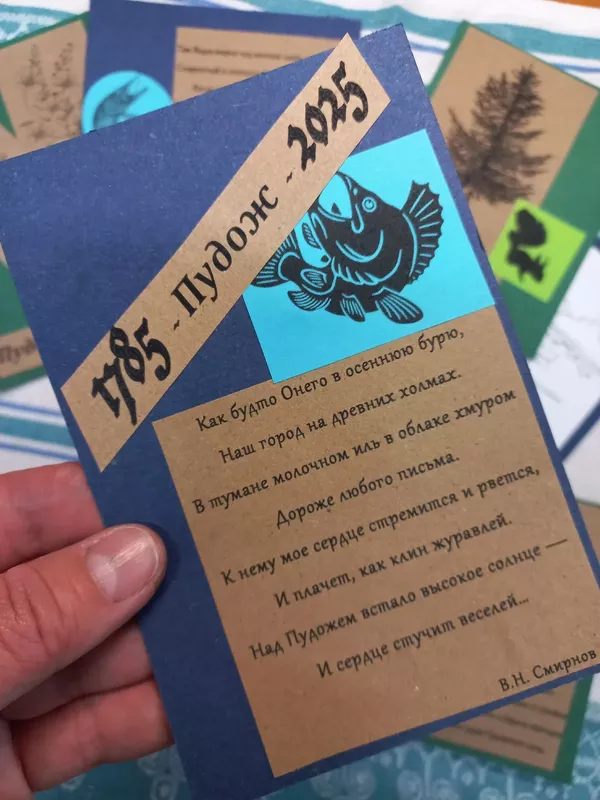 1785 - Пудож - 2025
Как будто Онего в осеннюю бурю,
Наш город на древних холмах.
В тумане молочном иль в облаке хмуром
Дороже любого письма.
К нему мое сердце стремится и рвется,
И плачет, как клин журавлей.
Над Пудожем встало высокое солнце —
И сердце стучит веселей...
В.Н. Смирнов